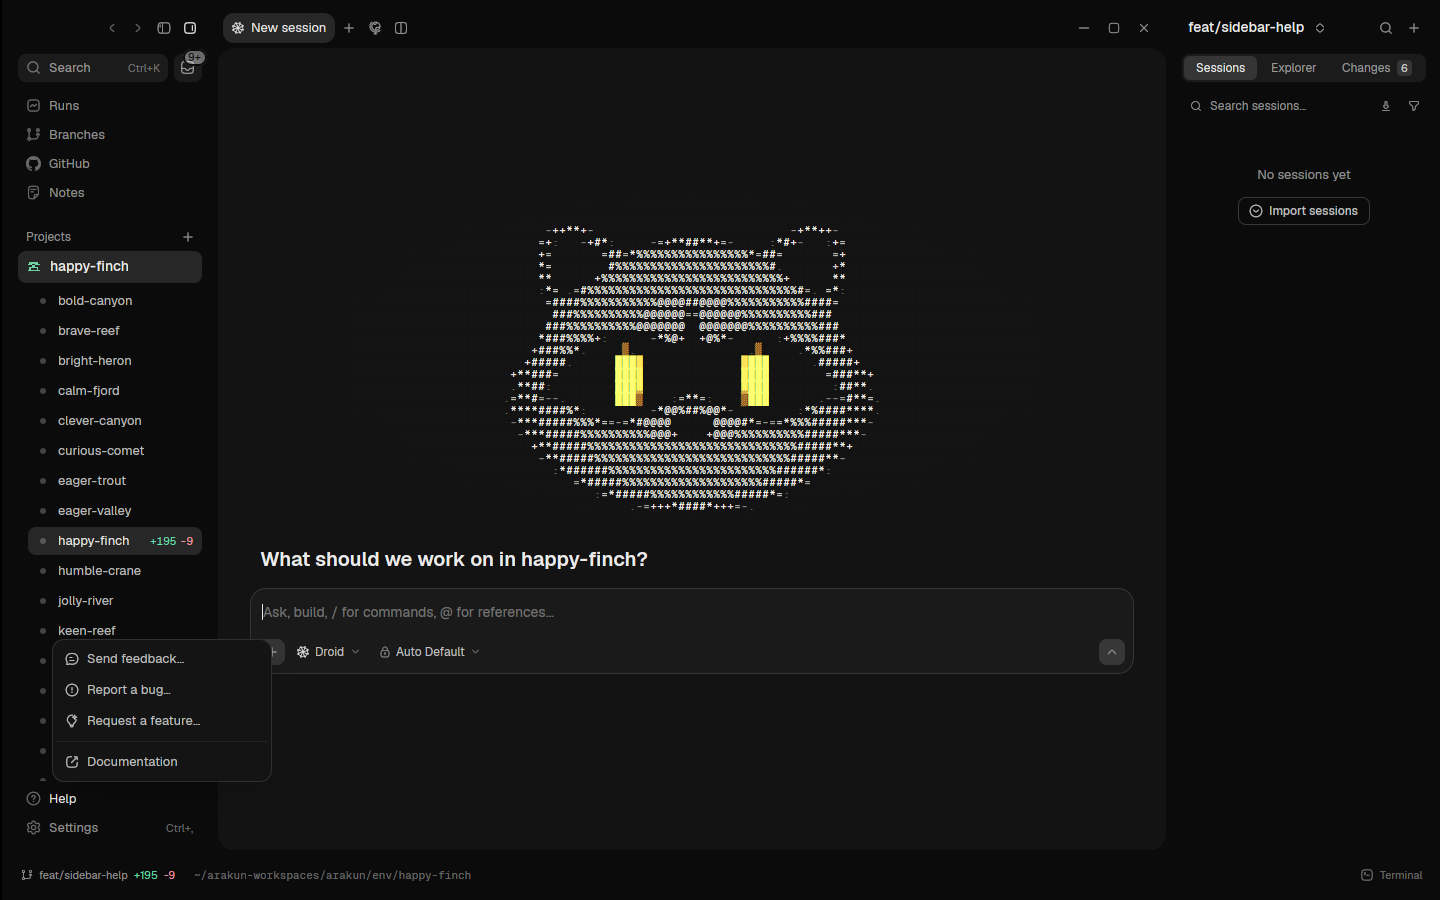 New session
feat/sidebar-help
Search Ctrl+K
9+
Runs
Branches
GitHub
Notes
Projects
happy-finch
bold-canyon
brave-reef
bright-heron
calm-fjord
clever-canyon
curious-comet
eager-trout
eager-valley
happy-finch +195 -9
humble-crane
jolly-river
keen-reef
Send feedback...
Report a bug...
Request a feature...
Documentation
Help
Settings Ctrl+,
What should we work on in happy-finch?
Ask, build, / for commands, @ for references...
Droid
Auto Default
Sessions Explorer Changes 6
Search sessions...
No sessions yet
Import sessions
feat/sidebar-help +195 -9 ~/arakun-workspaces/arakun/env/happy-finch
Terminal